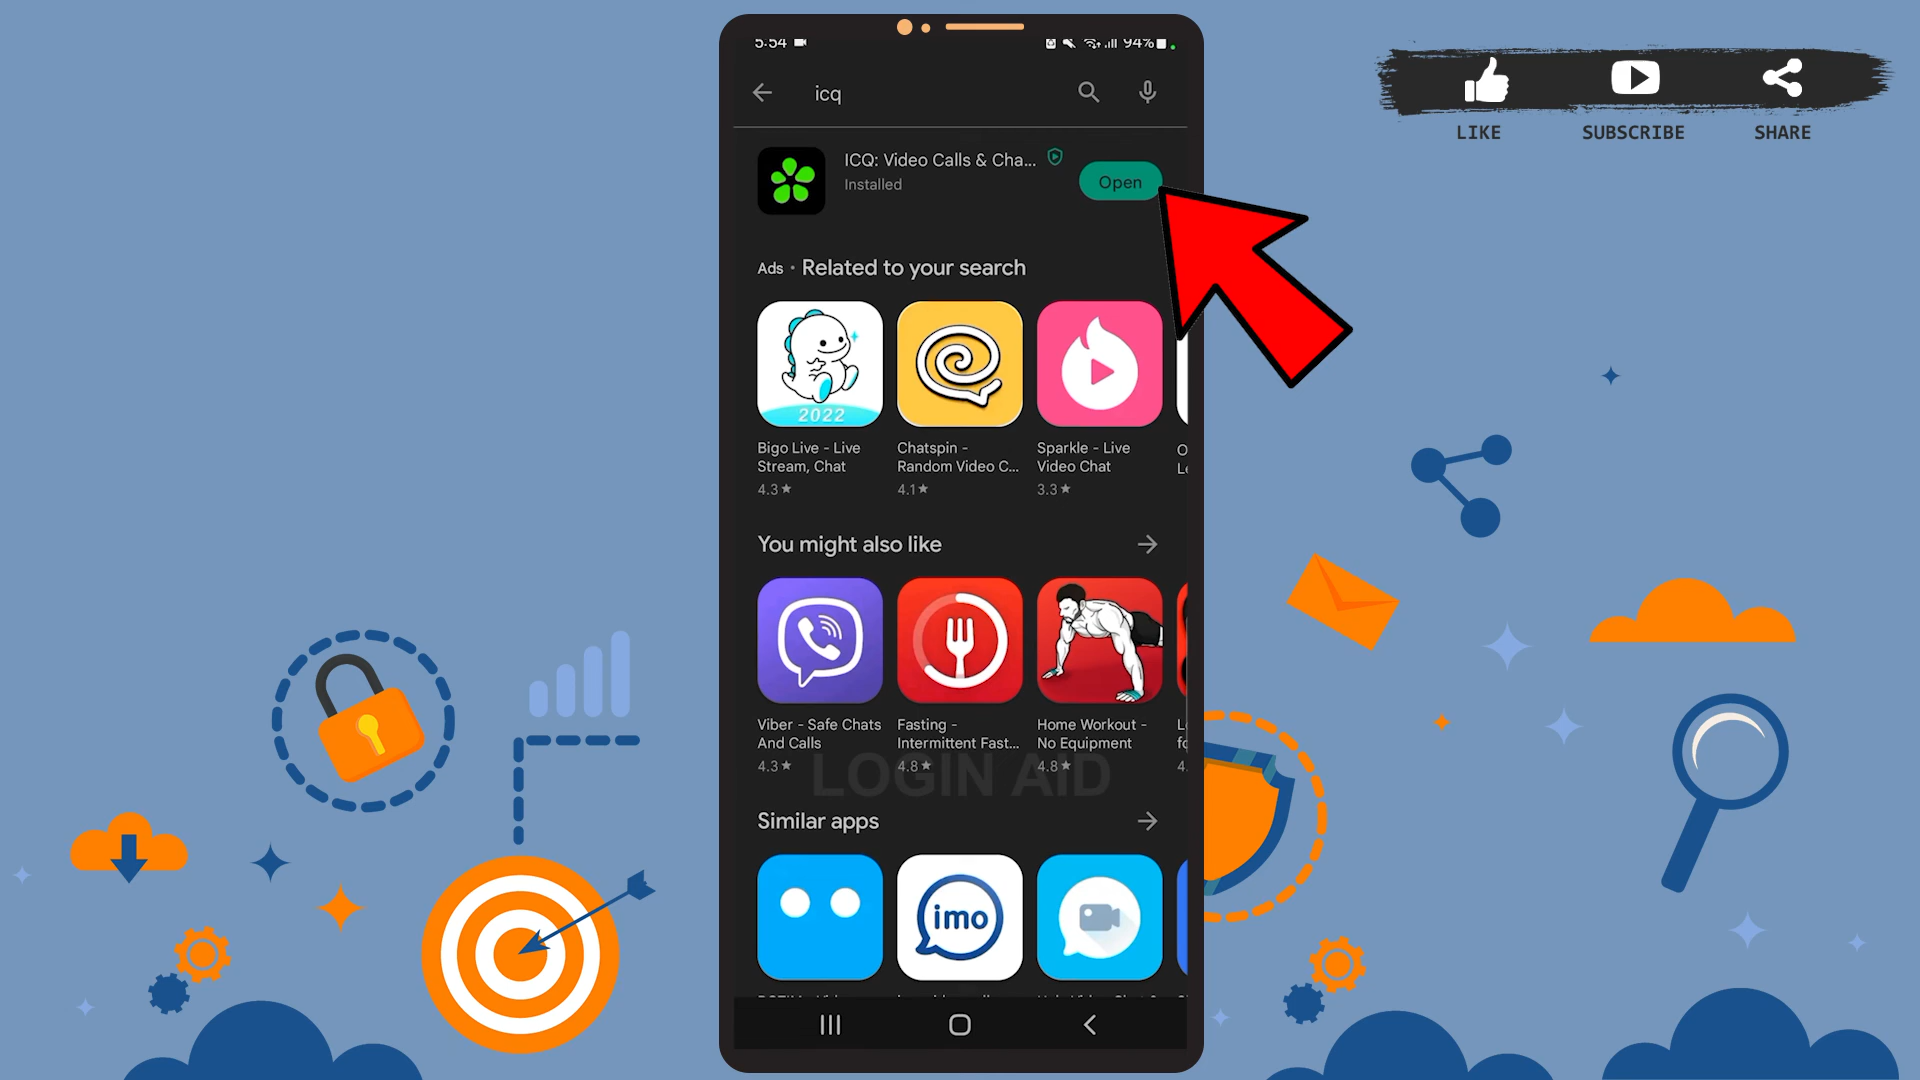 LIKE SUBSCRIBE SHARE
5:54 94%
icq
ICQ: Video Calls & Cha...
Installed
Open
Ads • Related to your search
2022
Bigo Live - Live Stream, Chat
4.3★
Chatspin - Random Video C...
4.1★
Sparkle - Live Video Chat
3.3★
You might also like
Viber - Safe Chats And Calls
4.3★
Fasting - Intermittent Fast...
4.8★
Home Workout - No Equipment
4.8★
LOGIN AID
Similar apps
imo